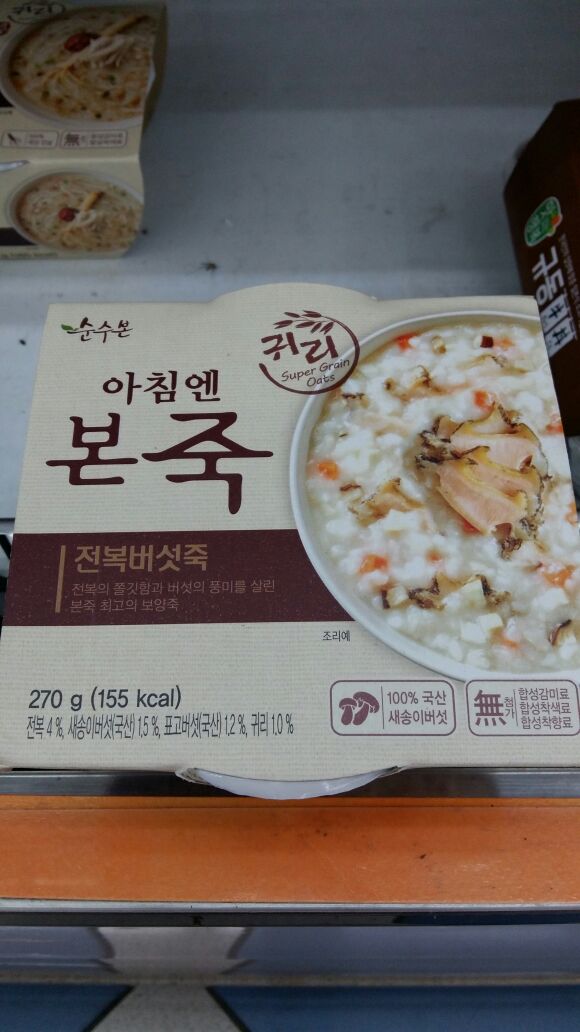 귀리
순수본
귀리
Super Grain
Oats
아침엔
본죽
전복버섯죽
전복의 쫄깃함과 버섯의 풍미를 살린
본죽 최고의 보양죽
조리예
270 g (155 kcal)
전복 4 %, 새송이버섯(국산) 1.5 %, 표고버섯(국산) 1.2 %, 귀리 1.0 %
100% 국산
새송이버섯
無
첨가
합성감미료
합성착색료
합성착향료